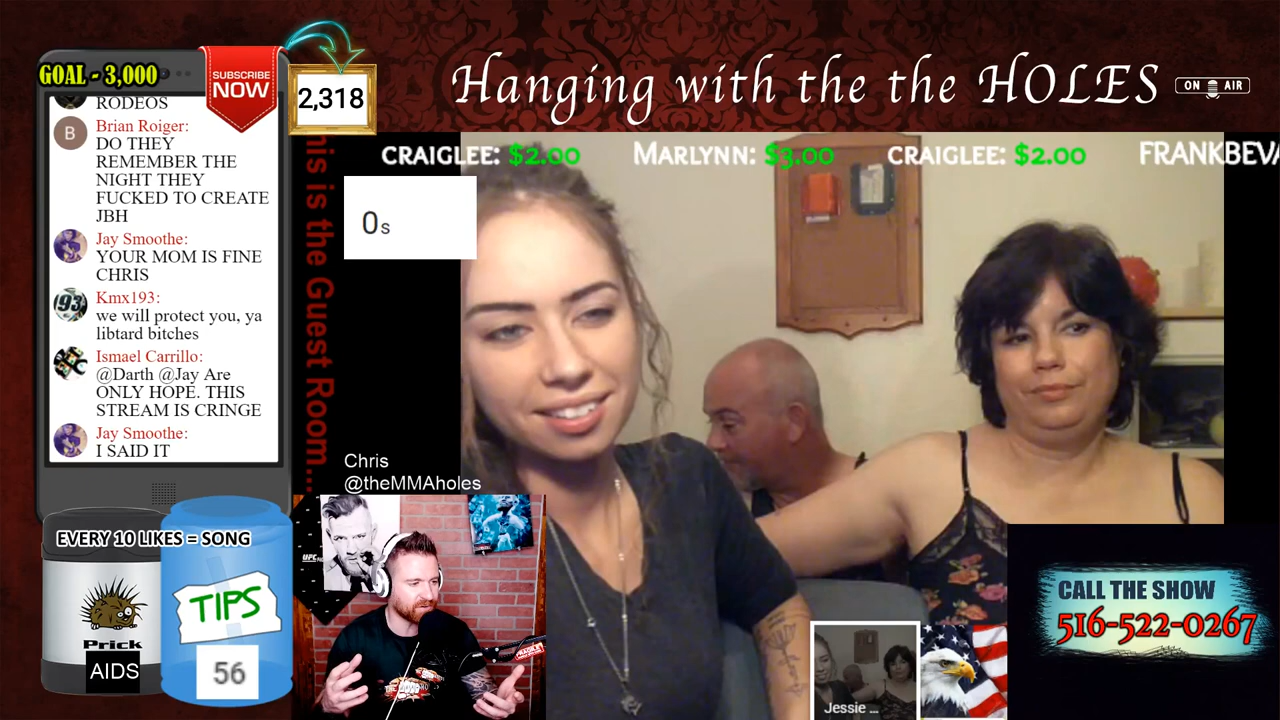 GOAL - 3,000
SUBSCRIBE
NOW
2,318
Hanging with the the HOLES
ON AIR
RODEOS
B
Brian Roiger:
DO THEY
REMEMBER THE
NIGHT THEY
FUCKED TO CREATE
JBH
Jay Smoothe:
YOUR MOM IS FINE
CHRIS
Kmx193:
we will protect you, ya
libtard bitches
193
Ismael Carrillo:
@Darth @Jay Are
ONLY HOPE. THIS
STREAM IS CRINGE
Jay Smoothe:
I SAID IT
his is the Guest Room...
CRAIGLEE: $2.00 MARLYNN: $3.00 CRAIGLEE: $2.00 FRANKBEVA
0s
Chris
@theMMAholes
EVERY 10 LIKES = SONG
Prick
AIDS
TIPS
56
UFC
Jessie ...
CALL THE SHOW
516-522-0267